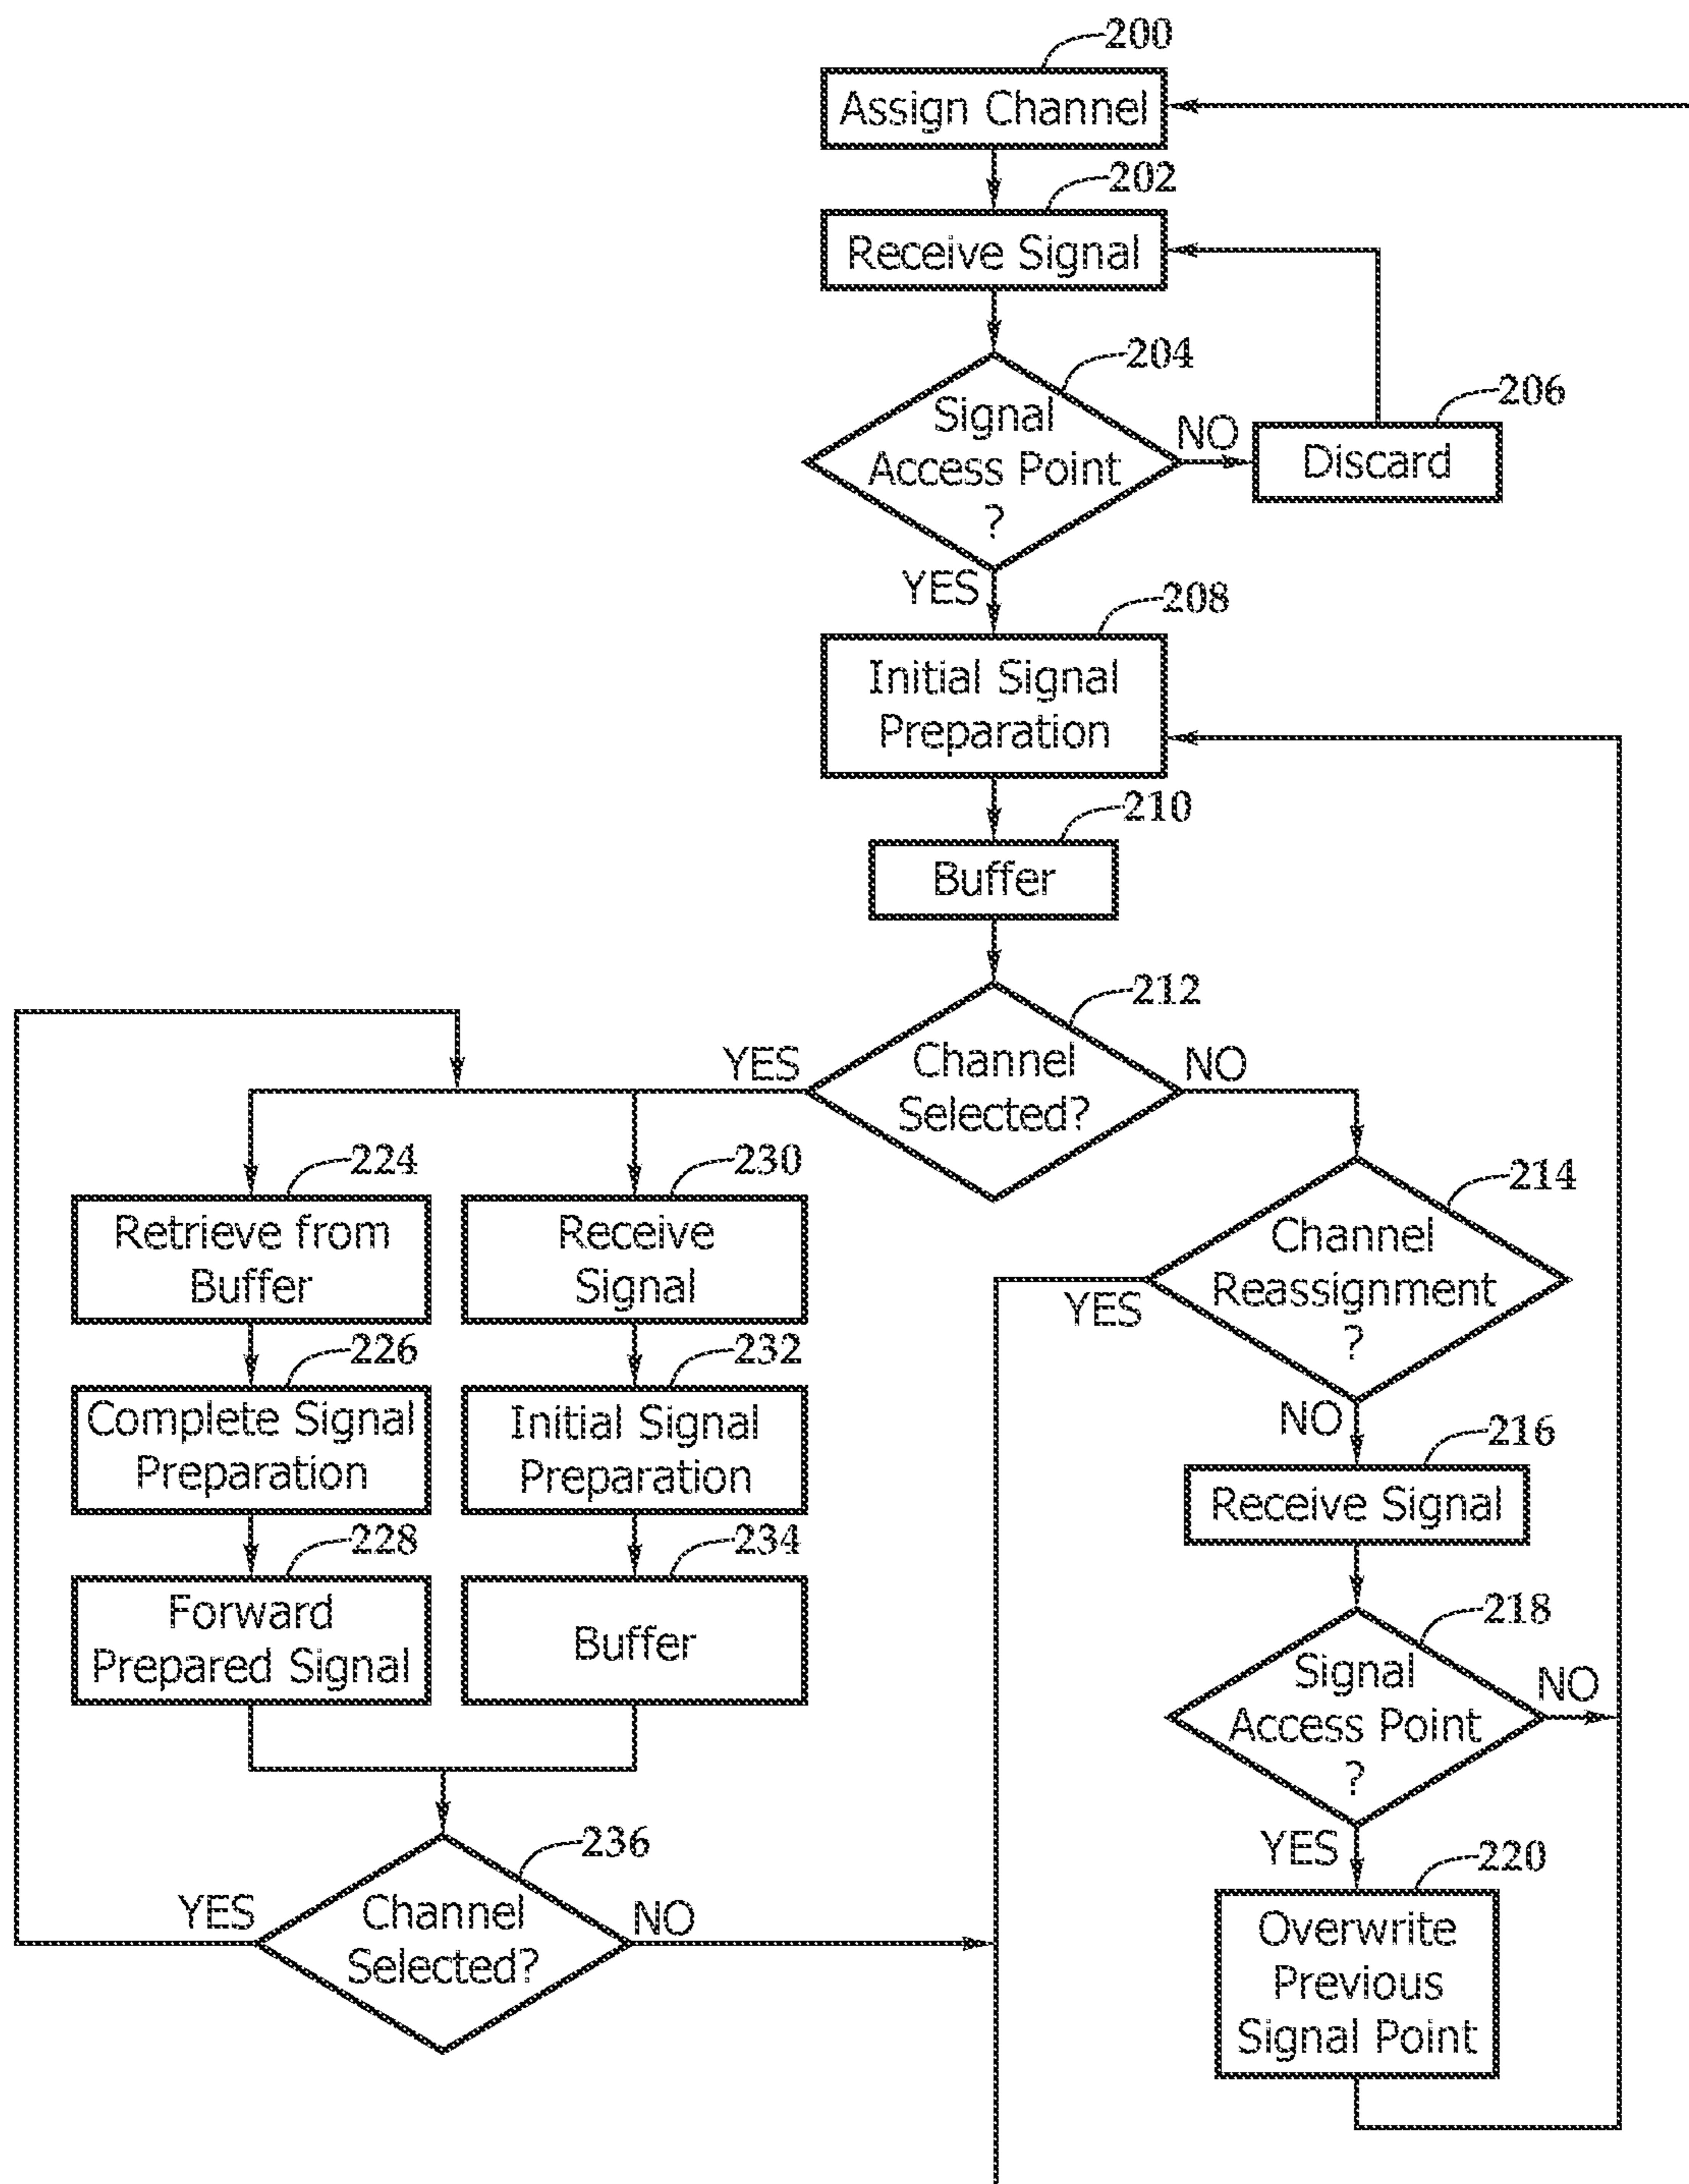 200
Assign Channel
202
Receive Signal
204
Signal
Access Point
?
NO
206
Discard
YES
208
Initial Signal
Preparation
210
Buffer
212
Channel
Selected?
YES
NO
214
Channel
Reassignment
?
YES
NO
216
Receive Signal
218
Signal
Access Point
?
NO
YES
220
Overwrite
Previous
Signal Point
224
Retrieve from
Buffer
226
Complete Signal
Preparation
228
Forward
Prepared Signal
230
Receive
Signal
232
Initial Signal
Preparation
234
Buffer
236
Channel
Selected?
YES
NO